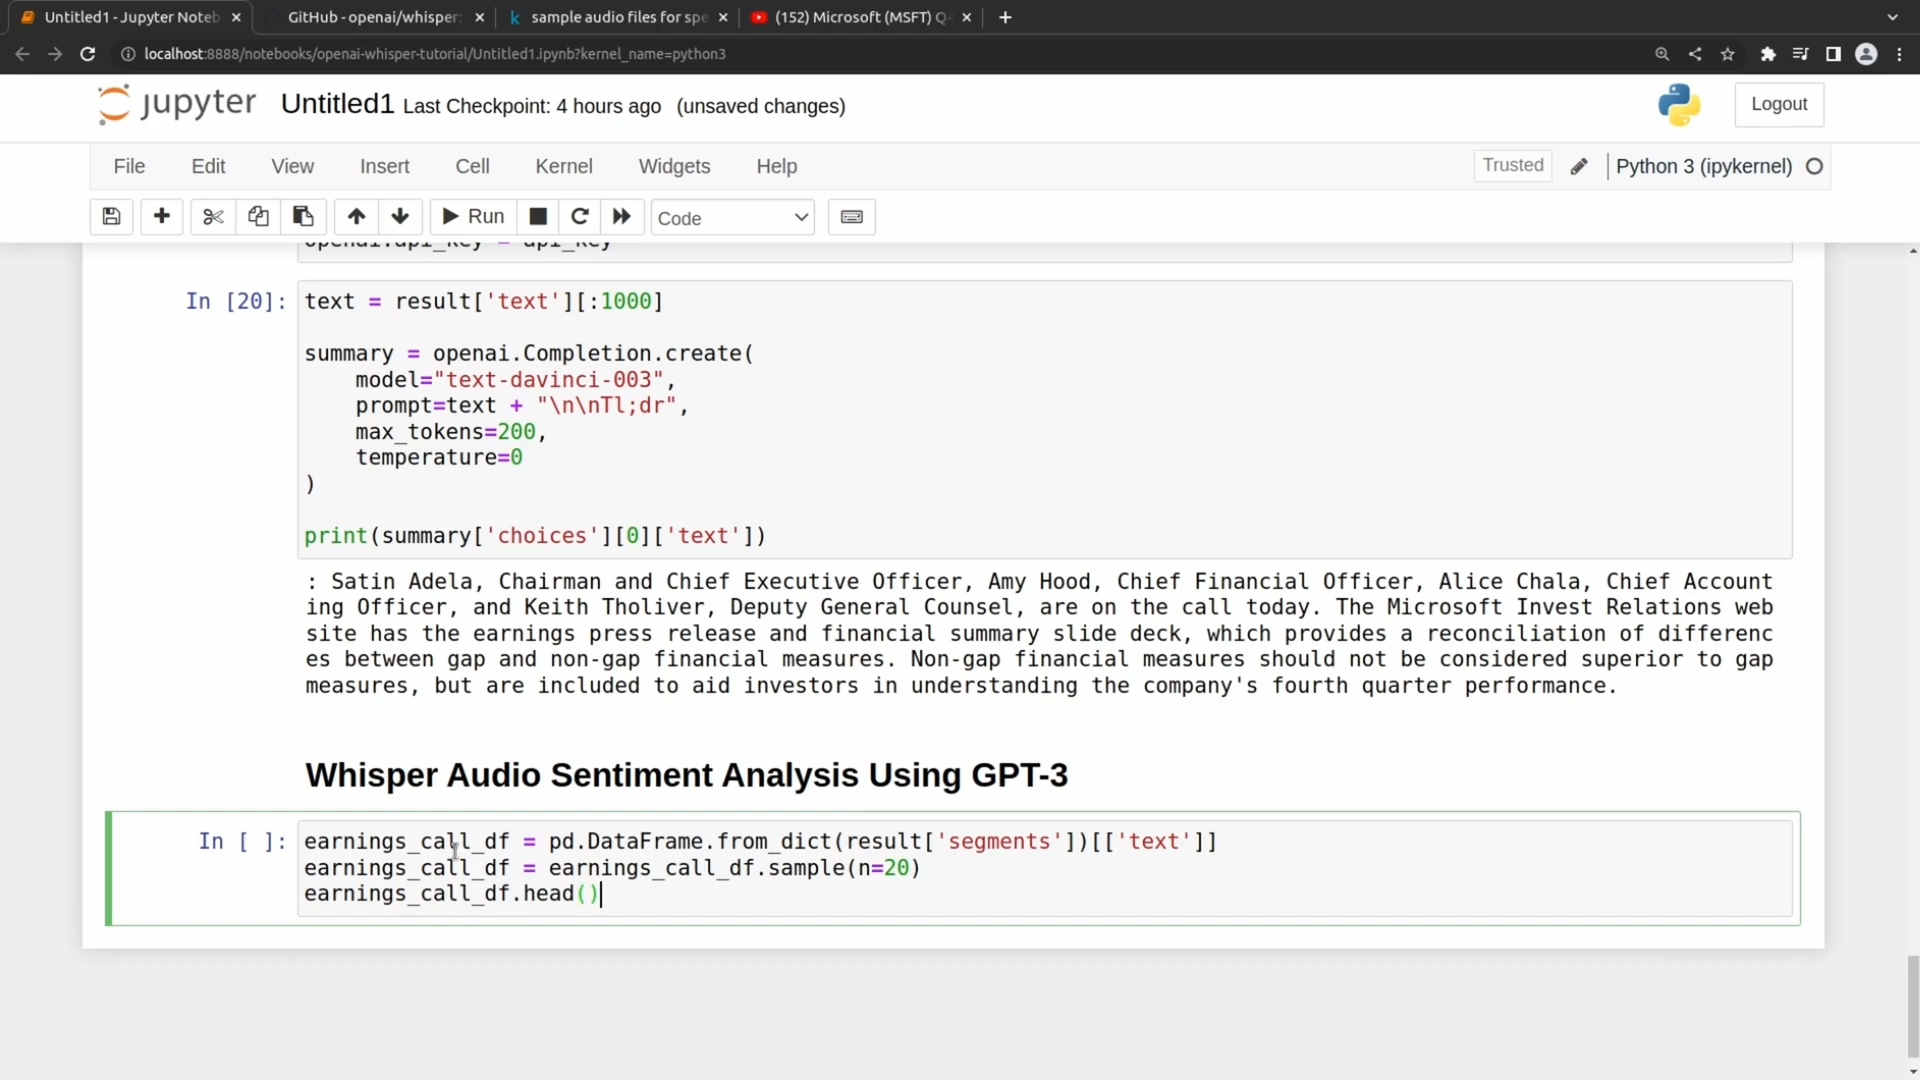 Untitled1 - Jupyter Noteb
GitHub - openai/whisper:
sample audio files for spe
(152) Microsoft (MSFT) Q
localhost:8888/notebooks/openai-whisper-tutorial/Untitled1.ipynb?kernel_name=python3
jupyter Untitled1 Last Checkpoint: 4 hours ago (unsaved changes)
Logout
File Edit View Insert Cell Kernel Widgets Help
Trusted
Python 3 (ipykernel)
Run
Code
In [20]:
text = result['text'][:1000]
summary = openai.Completion.create(
model="text-davinci-003",
prompt=text + "\n\nTl;dr",
max_tokens=200,
temperature=0
)
print(summary['choices'][0]['text'])
: Satin Adela, Chairman and Chief Executive Officer, Amy Hood, Chief Financial Officer, Alice Chala, Chief Account
ing Officer, and Keith Tholiver, Deputy General Counsel, are on the call today. The Microsoft Invest Relations web
site has the earnings press release and financial summary slide deck, which provides a reconciliation of differenc
es between gap and non-gap financial measures. Non-gap financial measures should not be considered superior to gap
measures, but are included to aid investors in understanding the company's fourth quarter performance.
Whisper Audio Sentiment Analysis Using GPT-3
In [ ]:
earnings_call_df = pd.DataFrame.from_dict(result['segments'])[['text']]
earnings_call_df = earnings_call_df.sample(n=20)
earnings_call_df.head()